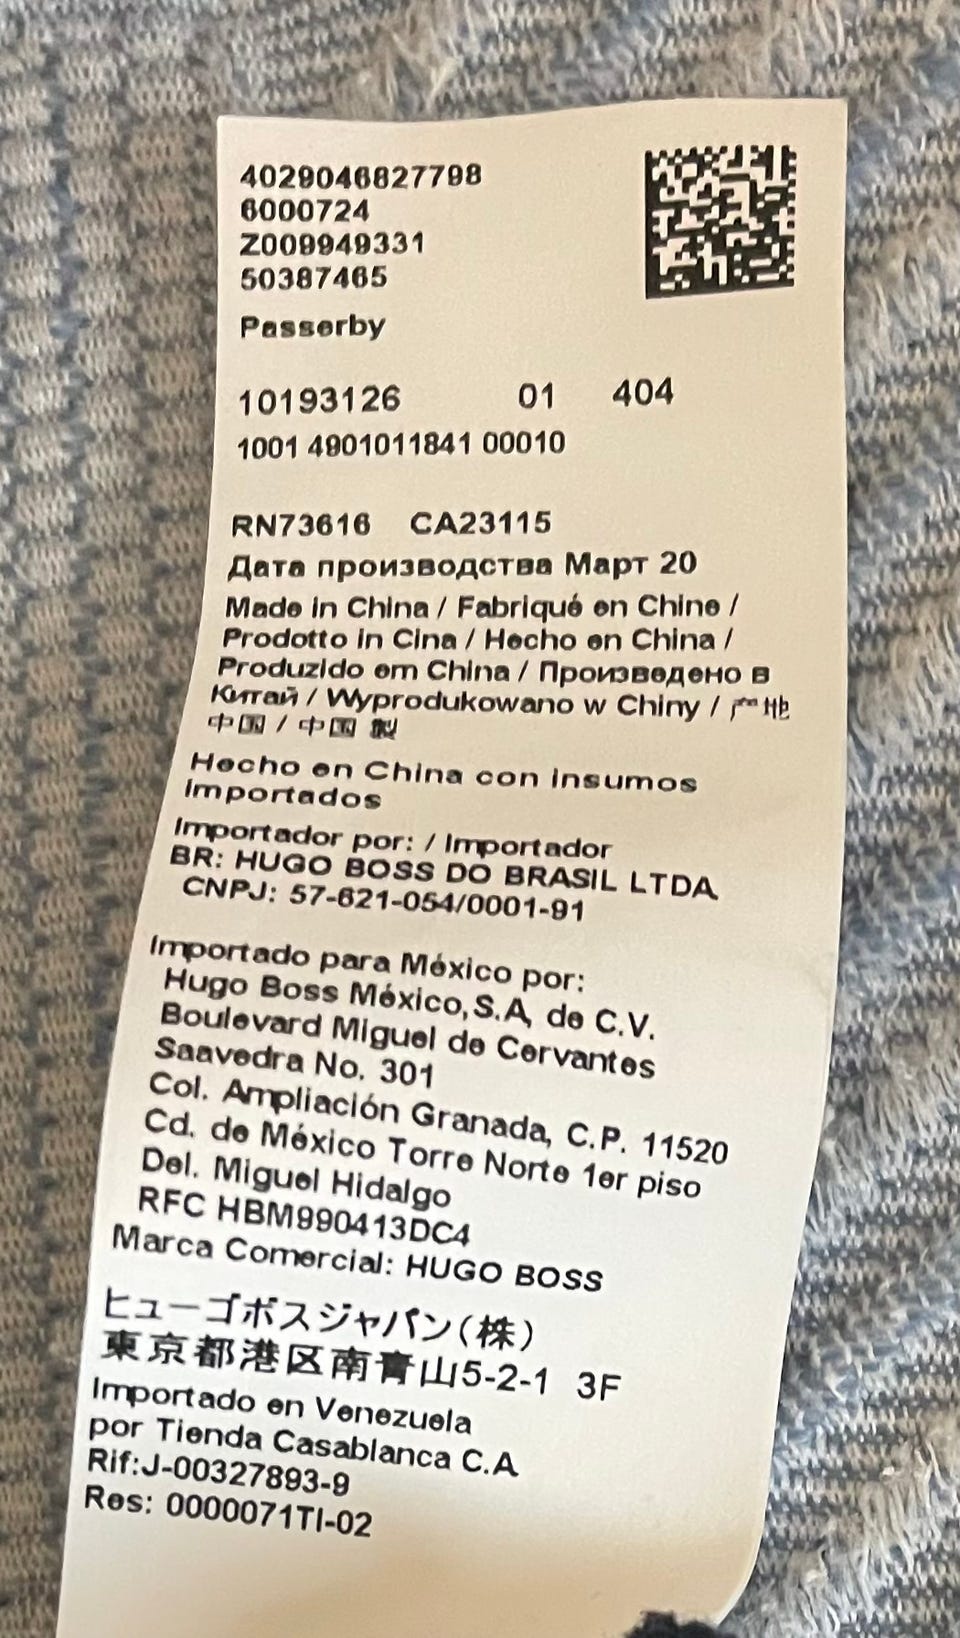 4029046827798
6000724
Z009949331
50387465
Passerby
10193126 01 404
1001 4901011841 00010
RN73616 CA23115
Дата производства Март 20
Made in China / Fabriqué en Chine /
Prodotto in Cina / Hecho en China /
Produzido em China / Произведено в
Китай / Wyprodukowano w Chiny / 产地
中国 / 中国 製
Hecho en China con insumos
importados
Importador por: / Importador
BR: HUGO BOSS DO BRASIL LTDA
CNPJ: 57-621-054/0001-91
Importado para México por:
Hugo Boss México,S.A, de C.V.
Boulevard Miguel de Cervantes
Saavedra No. 301
Col. Ampliación Granada, C.P. 11520
Cd. de México Torre Norte 1er piso
Del. Miguel Hidalgo
RFC HBM990413DC4
Marca Comercial: HUGO BOSS
ヒューゴボスジャパン(株)
東京都港区南青山5-2-1 3F
Importado en Venezuela
por Tienda Casablanca C.A
Rif:J-00327893-9
Res: 0000071TI-02